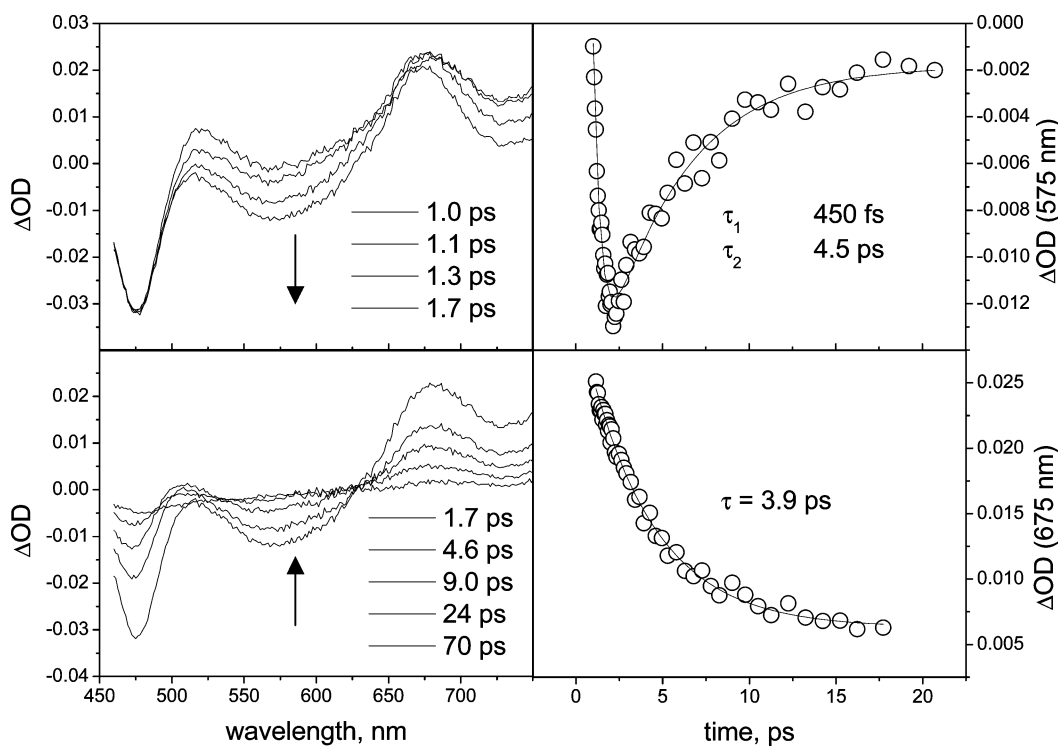 0.03
0.02
0.01
0.00
-0.01
-0.02
-0.03
ΔOD
1.0 ps
1.1 ps
1.3 ps
1.7 ps
0.000
-0.002
-0.004
-0.006
-0.008
-0.010
-0.012
ΔOD (575 nm)
τ1 450 fs
τ2 4.5 ps
0.02
0.01
0.00
-0.01
-0.02
-0.03
-0.04
ΔOD
1.7 ps
4.6 ps
9.0 ps
24 ps
70 ps
450 500 550 600 650 700
wavelength, nm
0.025
0.020
0.015
0.010
0.005
ΔOD (675 nm)
τ = 3.9 ps
0 5 10 15 20
time, ps